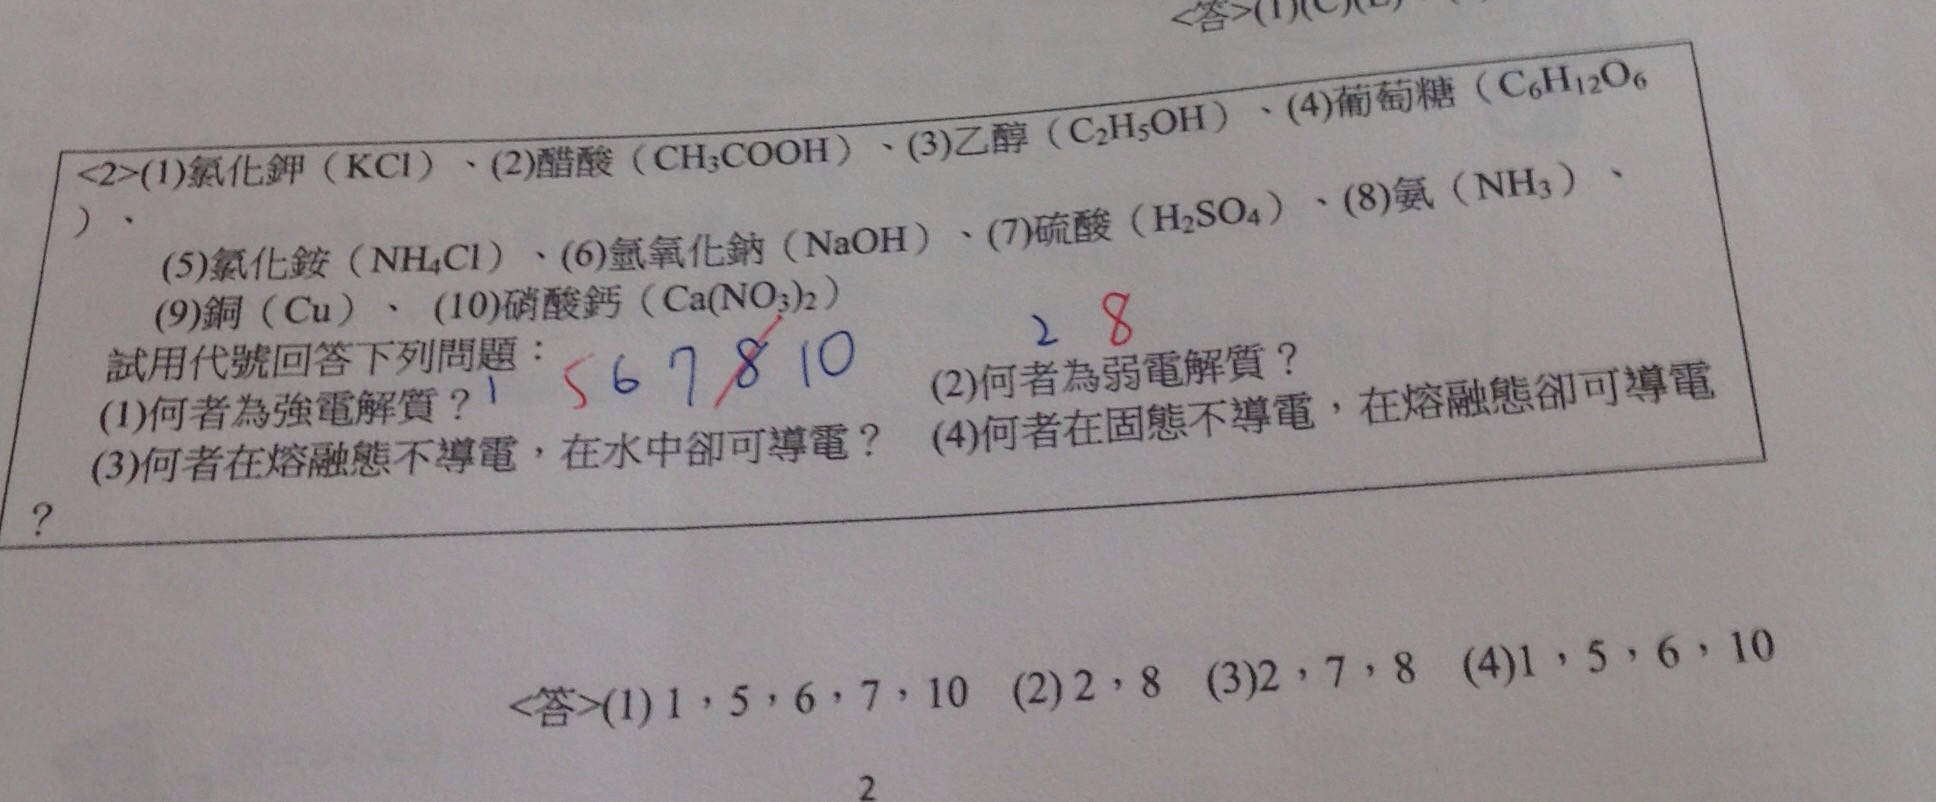 <答>(1)(C)(E)
<2>(1)氯化鉀（KCl）、(2)醋酸（CH₃COOH）、(3)乙醇（C₂H₅OH）、(4)葡萄糖（C₆H₁₂O₆
）、
(5)氯化銨（NH₄Cl）、(6)氫氧化鈉（NaOH）、(7)硫酸（H₂SO₄）、(8)氨（NH₃）、
(9)銅（Cu）、 (10)硝酸鈣（Ca(NO₃)₂）
試用代號回答下列問題：
(1)何者為強電解質？ 1 5 6 7 8 10 (2)何者為弱電解質？ 2 8
(3)何者在熔融態不導電，在水中卻可導電？ (4)何者在固態不導電，在熔融態卻可導電
？
<答>(1) 1，5，6，7，10 (2) 2，8 (3)2，7，8 (4)1，5，6，10
2